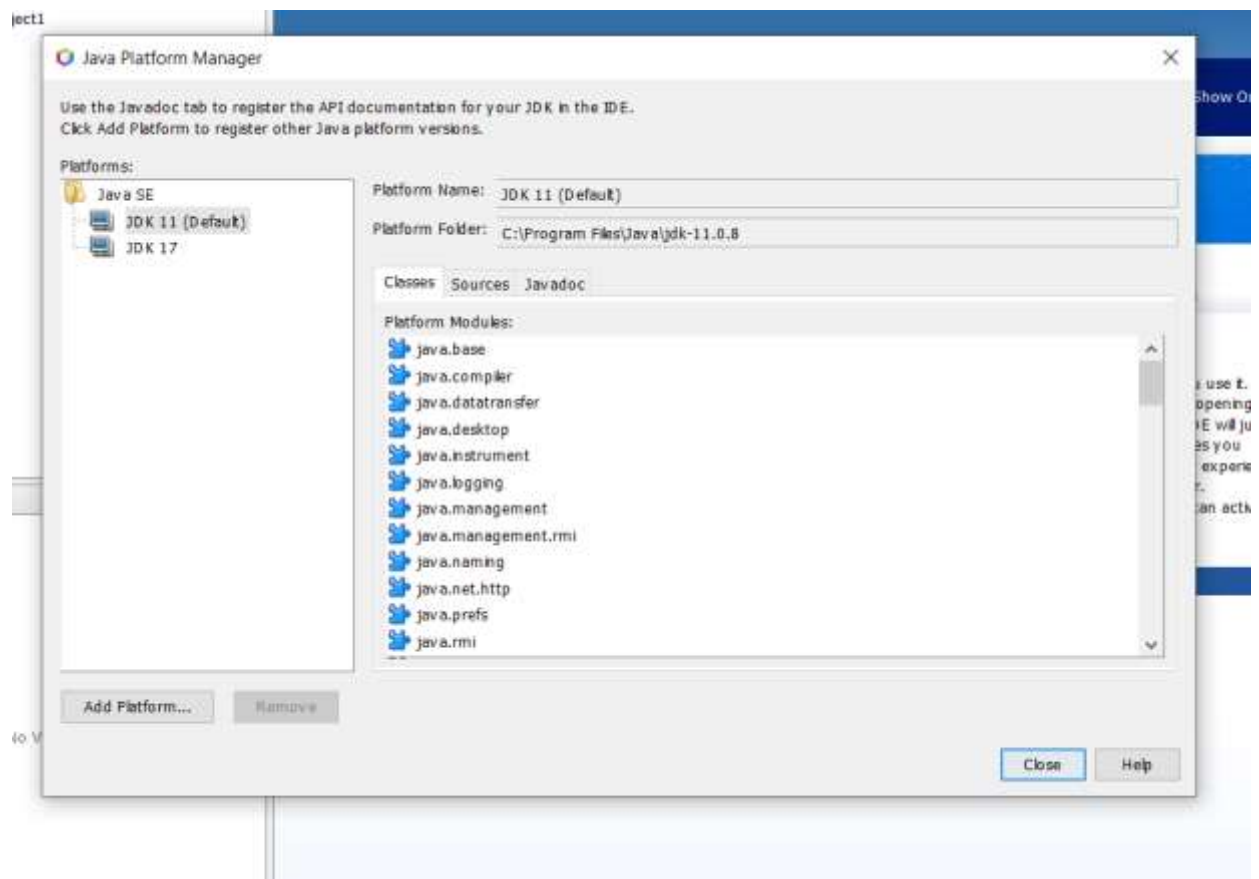 ject1
Java Platform Manager
Use the Javadoc tab to register the API documentation for your JDK in the IDE.
Click Add Platform to register other Java platform versions.
Show On
Platforms:
Java SE
JDK 11 (Default)
JDK 17
Platform Name: JDK 11 (Default)
Platform Folder: C:\Program Files\Java\jdk-11.0.8
Classes Sources Javadoc
Platform Modules:
java.base
java.compiler
java.datatransfer
java.desktop
java.instrument
java.logging
java.management
java.management.rmi
java.naming
java.net.http
java.prefs
java.rmi
use it.
opening
E will ju
es you
experie
r.
an activ
Add Platform... Remove
No V
Close Help